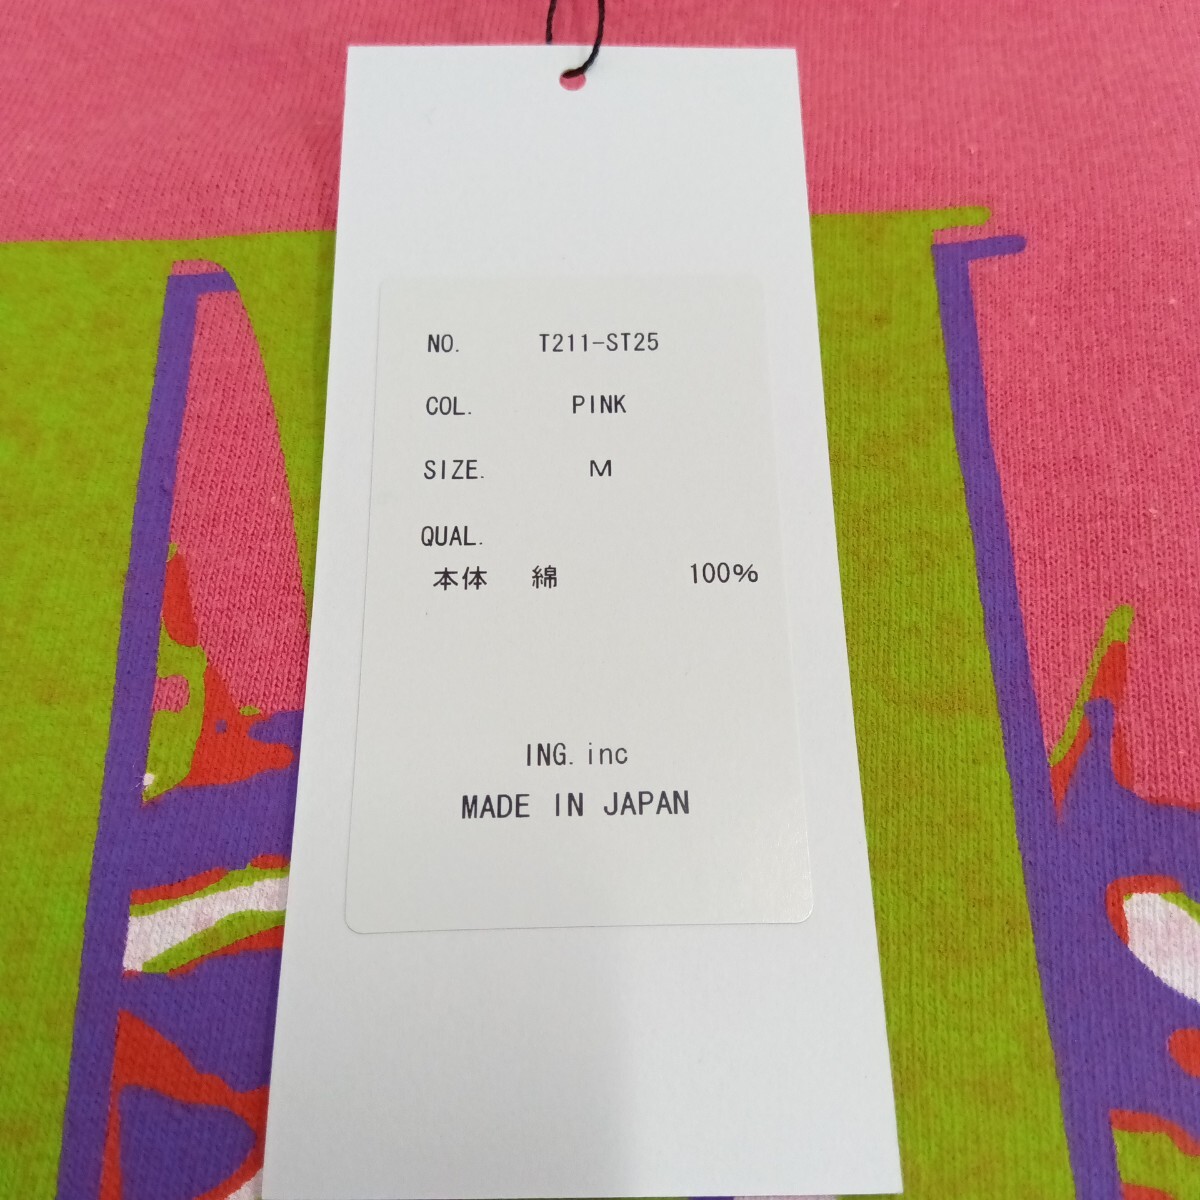 NO. T211-ST25
COL. PINK
SIZE. M
QUAL.
本体 綿 100%
ING. inc
MADE IN JAPAN